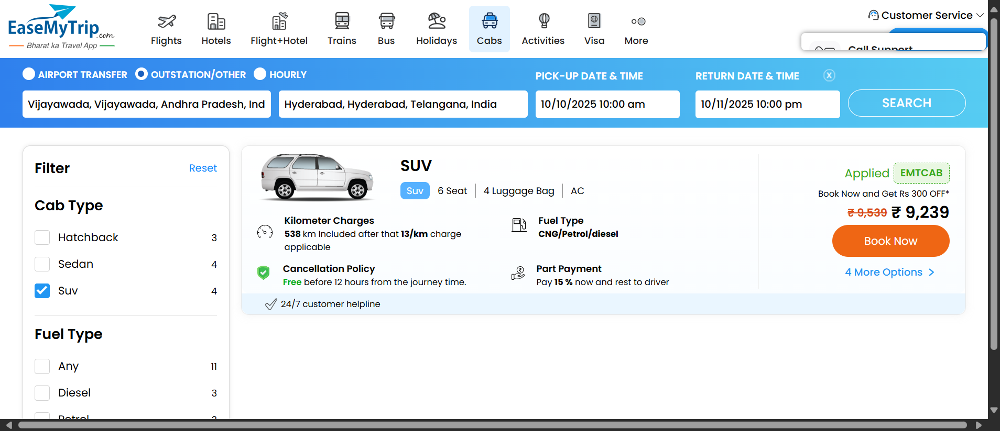 EaseMyTrip.com
Bharat ka Travel App
Flights
Hotels
Flight+Hotel
Trains
Bus
Holidays
Cabs
Activities
Visa
More
Customer Service
Call Support
AIRPORT TRANSFER
OUTSTATION/OTHER
HOURLY
PICK-UP DATE & TIME
RETURN DATE & TIME
X
Vijayawada, Vijayawada, Andhra Pradesh, Ind
Hyderabad, Hyderabad, Telangana, India
10/10/2025 10:00 am
10/11/2025 10:00 pm
SEARCH
Filter
Reset
Cab Type
Hatchback 3
Sedan 4
Suv 4
Fuel Type
Any 11
Diesel 3
Petrol
SUV
Suv 6 Seat 4 Luggage Bag AC
Kilometer Charges
538 km Included after that 13/km charge
applicable
Fuel Type
CNG/Petrol/diesel
Cancellation Policy
Free before 12 hours from the journey time.
Part Payment
Pay 15 % now and rest to driver
24/7 customer helpline
Applied EMTCAB
Book Now and Get Rs 300 OFF*
₹ 9,539 ₹ 9,239
Book Now
4 More Options